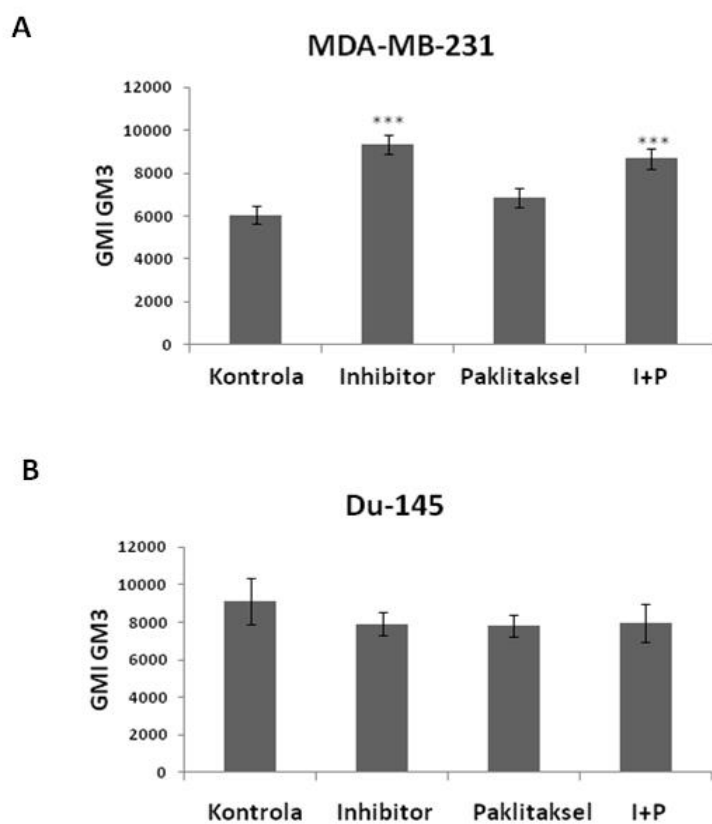 A
MDA-MB-231
12000
10000
8000
6000
4000
2000
0
GMI GM3
***
***
Kontrola Inhibitor Paklitaksel I+P
B
Du-145
12000
10000
8000
6000
4000
2000
0
GMI GM3
Kontrola Inhibitor Paklitaksel I+P